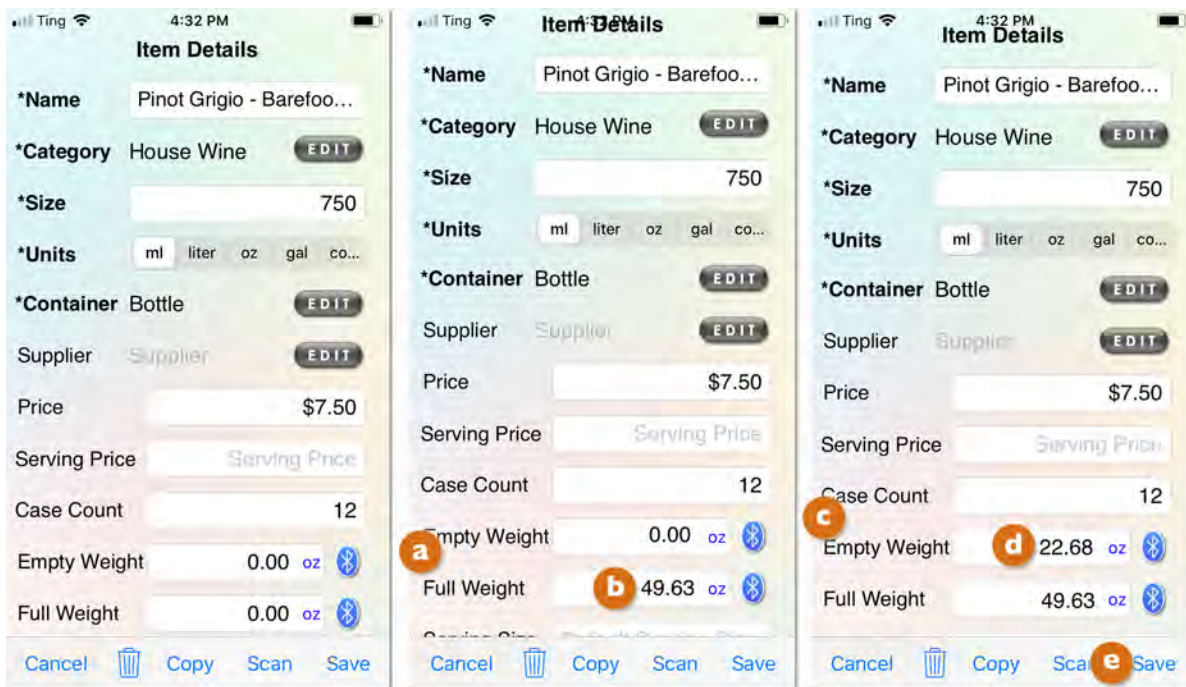 Ting 4:32 PM
Item Details
*Name Pinot Grigio - Barefoo...
*Category House Wine EDIT
*Size 750
*Units ml liter oz gal co...
*Container Bottle EDIT
Supplier Supplier EDIT
Price $7.50
Serving Price Serving Price
Case Count 12
Empty Weight 0.00 oz
Full Weight 0.00 oz
Cancel Copy Scan Save
Ting
Item Details
*Name Pinot Grigio - Barefoo...
*Category House Wine EDIT
*Size 750
*Units ml liter oz gal co...
*Container Bottle EDIT
Supplier Supplier EDIT
Price $7.50
Serving Price Serving Price
Case Count 12
a mpty Weight 0.00 oz
Full Weight b 49.63 oz
Cancel Copy Scan Save
Ting 4:32 PM
Item Details
*Name Pinot Grigio - Barefoo...
*Category House Wine EDIT
*Size 750
*Units ml liter oz gal co...
*Container Bottle EDIT
Supplier Supplier EDIT
Price $7.50
Serving Price Serving Price
Case Count 12
c
Empty Weight d 22.68 oz
Full Weight 49.63 oz
Cancel Copy Sca e Save